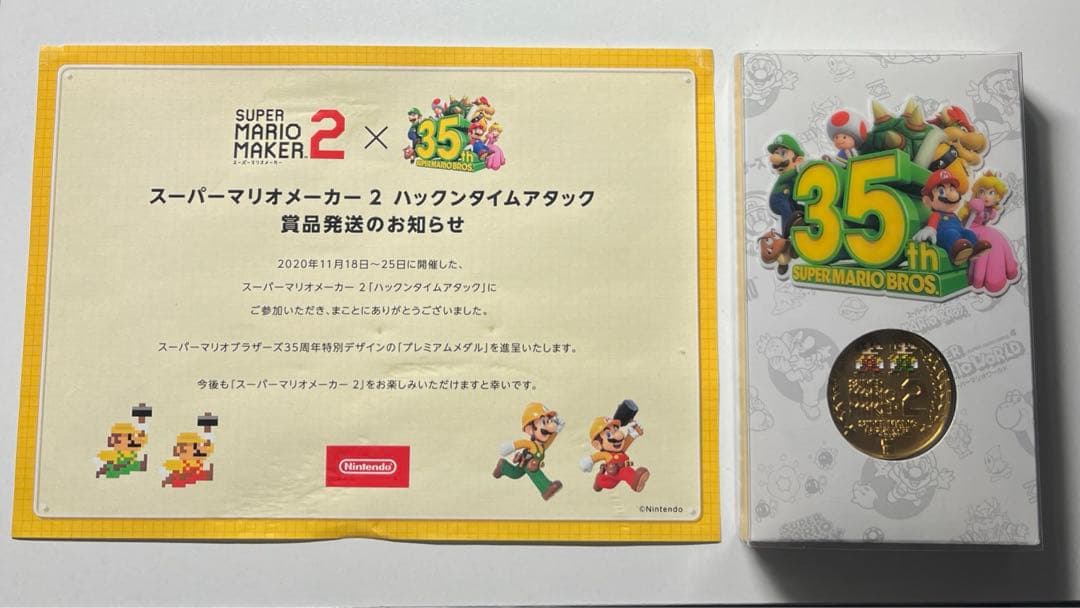 SUPER
MARIO
MAKER 2
スーパーマリオメーカー
×
35th
SUPER MARIO BROS.
スーパーマリオメーカー 2 ハックンタイムアタック
賞品発送のお知らせ
2020年11月18日～25日に開催した、
スーパーマリオメーカー 2「ハックンタイムアタック」に
ご参加いただき、まことにありがとうございました。
スーパーマリオブラザーズ35周年特別デザインの「プレミアムメダル」を進呈いたします。
今後も「スーパーマリオメーカー 2」をお楽しみいただけますと幸いです。
Nintendo
©Nintendo
35th
SUPER MARIO BROS.
SUPER
MARIO
MAKER 2